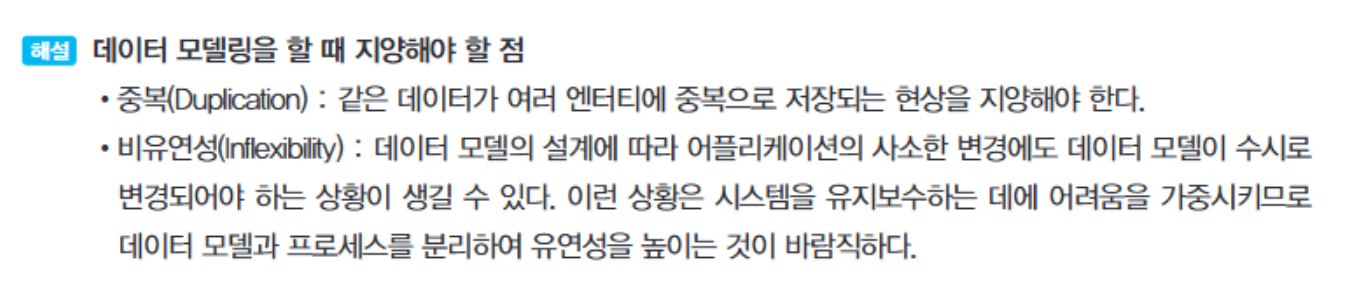 해설 데이터 모델링을 할 때 지양해야 할 점
• 중복(Duplication) : 같은 데이터가 여러 엔터티에 중복으로 저장되는 현상을 지양해야 한다.
• 비유연성(Inflexibility) : 데이터 모델의 설계에 따라 어플리케이션의 사소한 변경에도 데이터 모델이 수시로
변경되어야 하는 상황이 생길 수 있다. 이런 상황은 시스템을 유지보수하는 데에 어려움을 가중시키므로
데이터 모델과 프로세스를 분리하여 유연성을 높이는 것이 바람직하다.